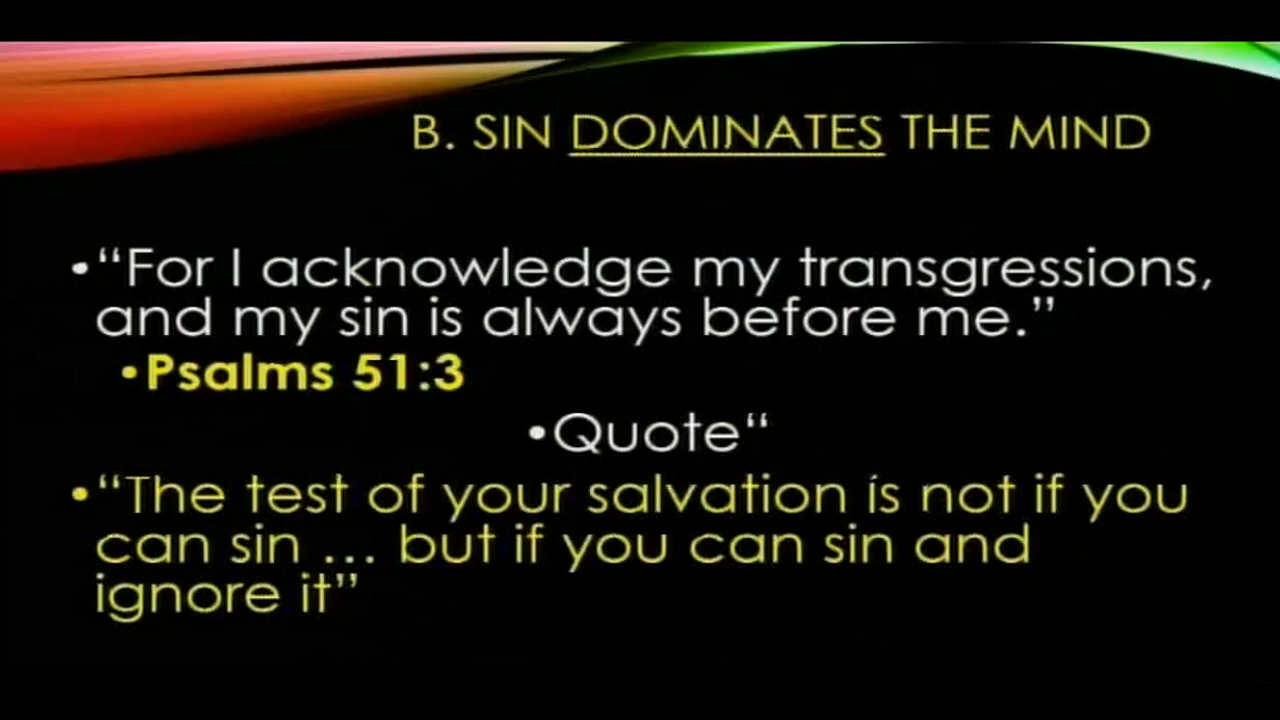 B. SIN DOMINATES THE MIND
•“For I acknowledge my transgressions,
and my sin is always before me.”
•Psalms 51:3
•Quote“
•“The test of your salvation is not if you
can sin … but if you can sin and
ignore it”